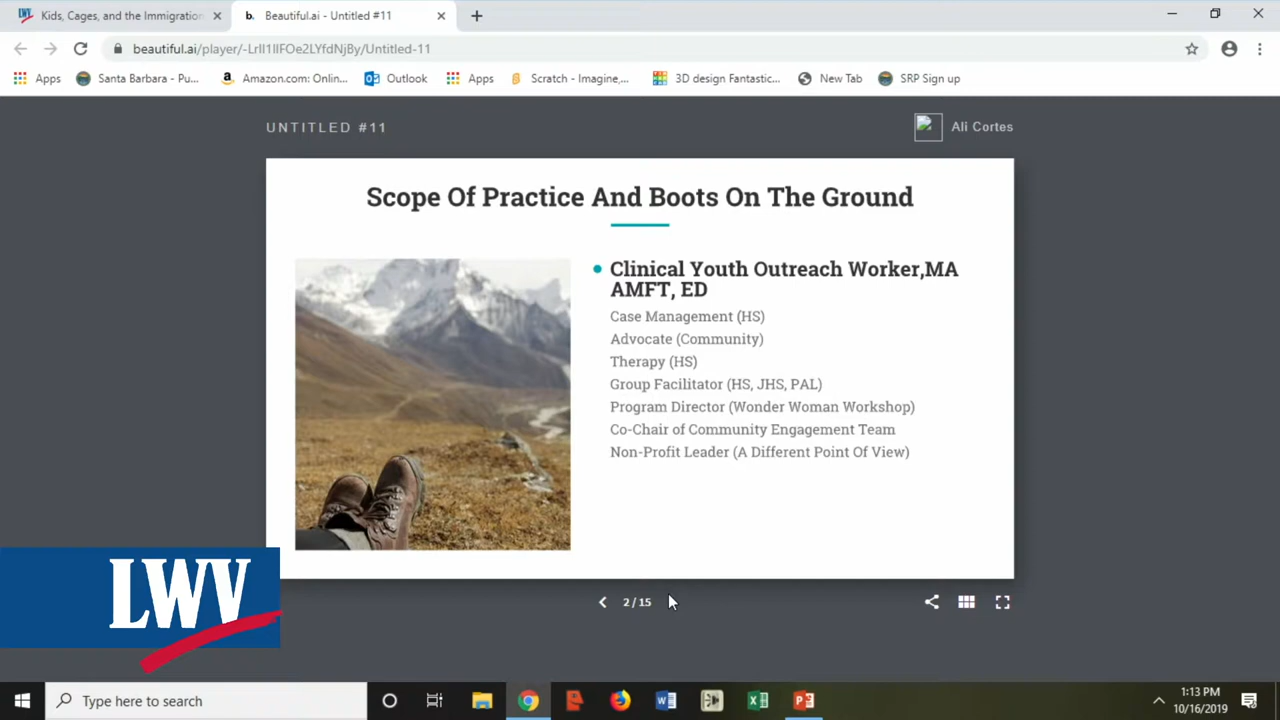 Kids, Cages, and the Immigration
Beautiful.ai - Untitled #11
beautiful.ai/player/-LrlI1IIFOe2LYfdNjBy/Untitled-11
Apps
Santa Barbara - Pu...
Amazon.com: Onlin...
Outlook
Apps
Scratch - Imagine,...
3D design Fantastic...
New Tab
SRP Sign up
UNTITLED #11
Ali Cortes
Scope Of Practice And Boots On The Ground
Clinical Youth Outreach Worker,MA
AMFT, ED
Case Management (HS)
Advocate (Community)
Therapy (HS)
Group Facilitator (HS, JHS, PAL)
Program Director (Wonder Woman Workshop)
Co-Chair of Community Engagement Team
Non-Profit Leader (A Different Point Of View)
LWV
2 / 15
Type here to search
1:13 PM
10/16/2019